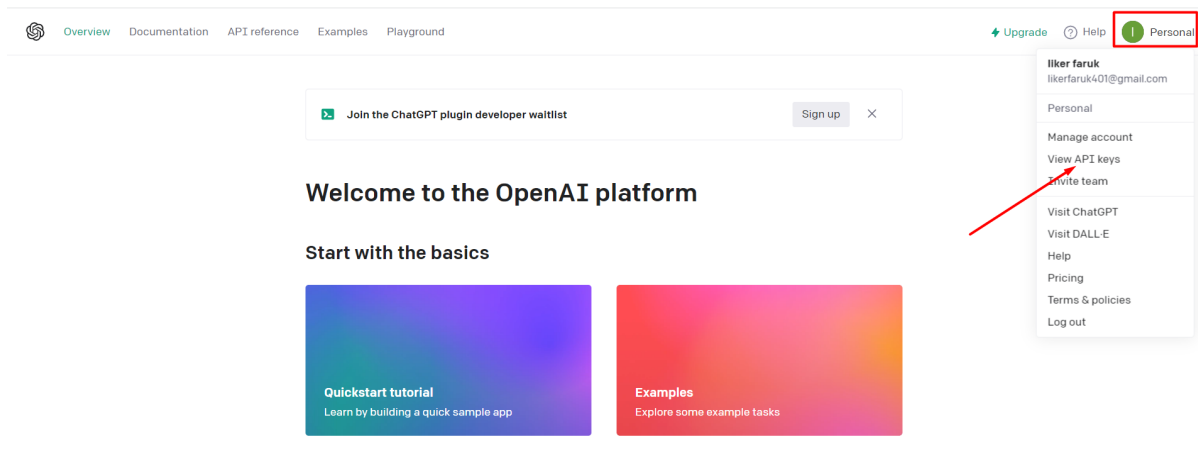 Overview Documentation API reference Examples Playground Upgrade Help I Personal
liker faruk
likerfaruk401@gmail.com
Personal
Manage account
View API keys
Invite team
Visit ChatGPT
Visit DALL·E
Help
Pricing
Terms & policies
Log out
Join the ChatGPT plugin developer waitlist Sign up
Welcome to the OpenAI platform
Start with the basics
Quickstart tutorial
Learn by building a quick sample app
Examples
Explore some example tasks